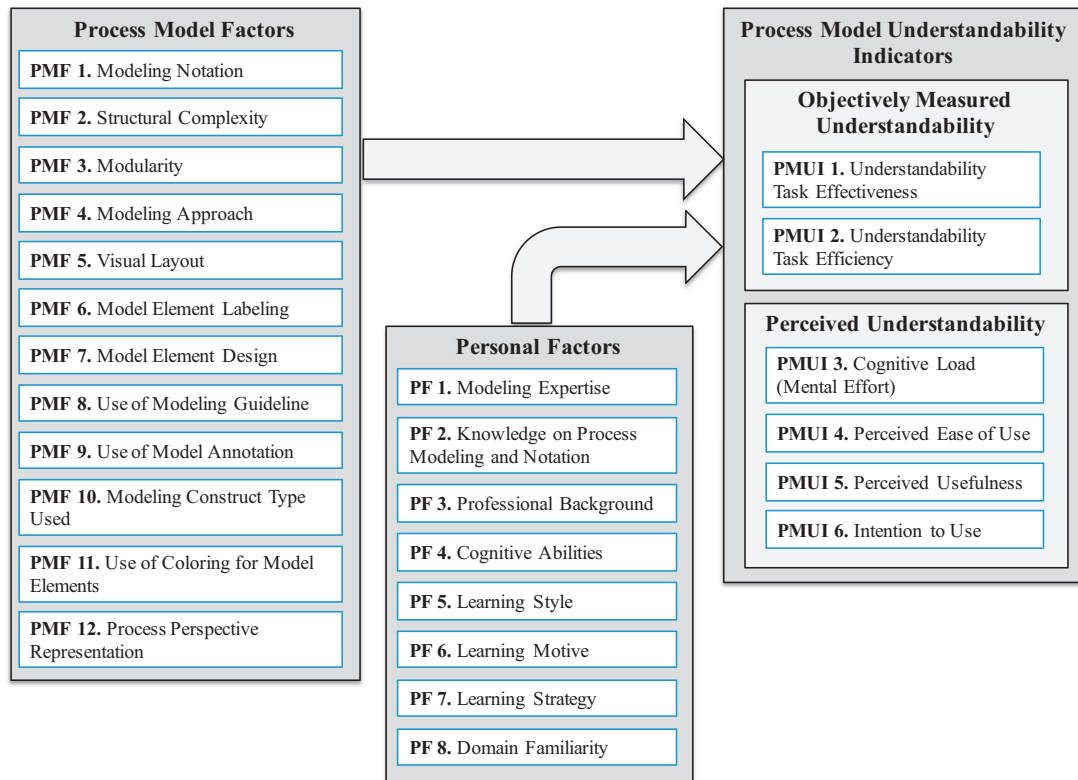 Process Model Factors
PMF 1. Modeling Notation
PMF 2. Structural Complexity
PMF 3. Modularity
PMF 4. Modeling Approach
PMF 5. Visual Layout
PMF 6. Model Element Labeling
PMF 7. Model Element Design
PMF 8. Use of Modeling Guideline
PMF 9. Use of Model Annotation
PMF 10. Modeling Construct Type
Used
PMF 11. Use of Coloring for Model
Elements
PMF 12. Process Perspective
Representation
Personal Factors
PF 1. Modeling Expertise
PF 2. Knowledge on Process
Modeling and Notation
PF 3. Professional Background
PF 4. Cognitive Abilities
PF 5. Learning Style
PF 6. Learning Motive
PF 7. Learning Strategy
PF 8. Domain Familiarity
Process Model Understandability
Indicators
Objectively Measured
Understandability
PMUI 1. Understandability
Task Effectiveness
PMUI 2. Understandability
Task Efficiency
Perceived Understandability
PMUI 3. Cognitive Load
(Mental Effort)
PMUI 4. Perceived Ease of Use
PMUI 5. Perceived Usefulness
PMUI 6. Intention to Use